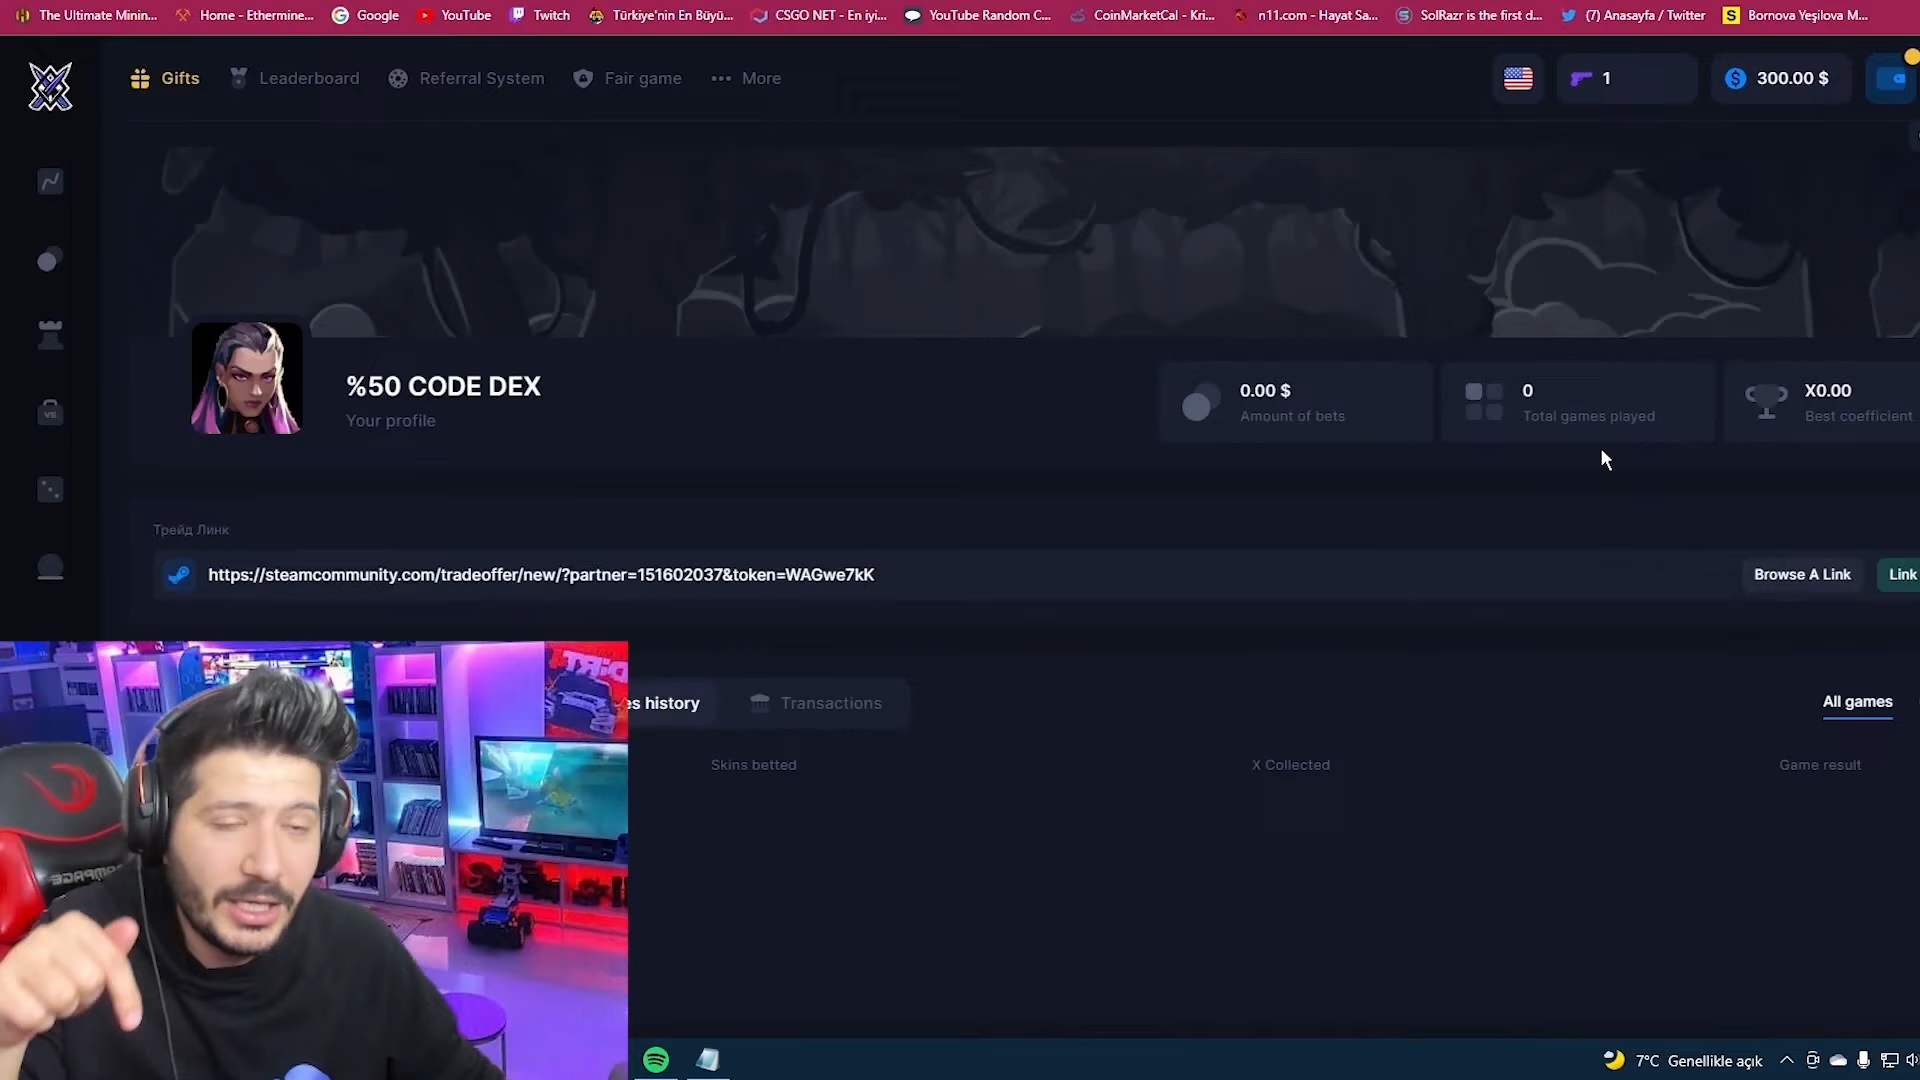 The Ultimate Minin...
Home - Ethermine...
Google
YouTube
Twitch
Türkiye'nin En Büyü...
CSGO NET - En iyi...
YouTube Random C...
CoinMarketCal - Kri...
n11.com - Hayat Sa...
SolRazr is the first d...
(7) Anasayfa / Twitter
S
Bornova Yeşilova M...
Gifts
Leaderboard
Referral System
Fair game
More
1
300.00 $
%50 CODE DEX
Your profile
0.00 $
Amount of bets
0
Total games played
X0.00
Best coefficient
VS
Трейд Линк
https://steamcommunity.com/tradeoffer/new/?partner=151602037&token=WAGwe7kK
Browse A Link
Link
es history
Transactions
All games
Skins betted
X Collected
Game result
7°C Genellikle açık